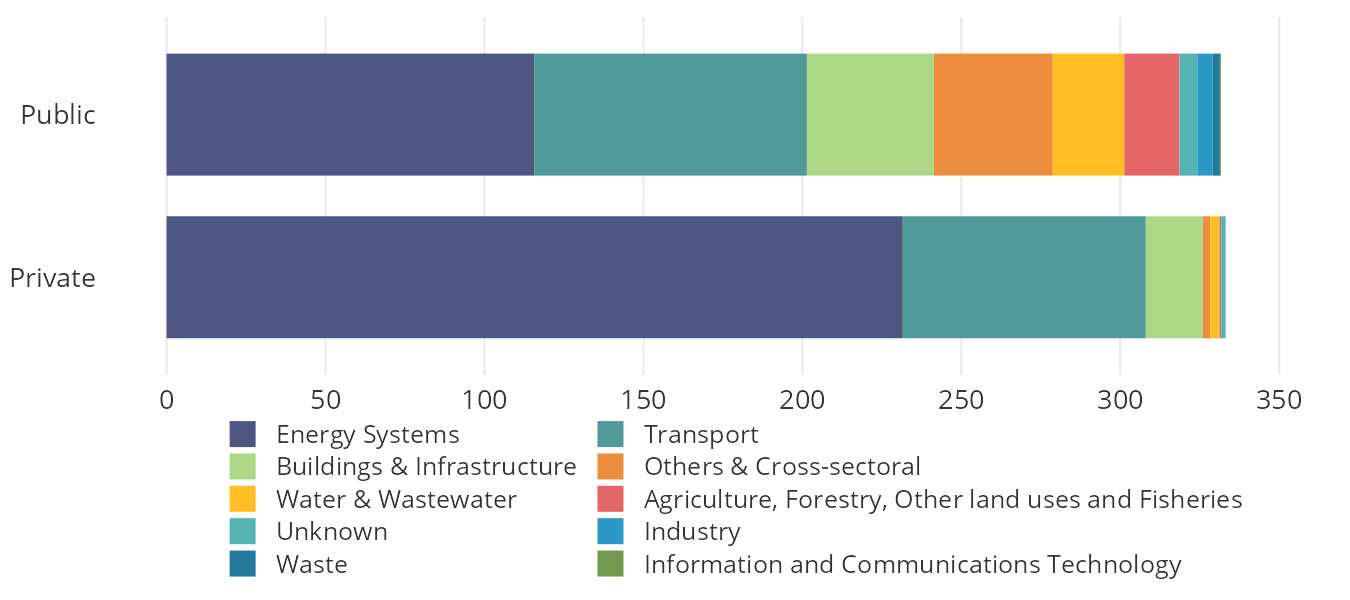 Public
Private
0 50 100 150 200 250 300 350
Energy Systems Transport
Buildings & Infrastructure Others & Cross-sectoral
Water & Wastewater Agriculture, Forestry, Other land uses and Fisheries
Unknown Industry
Waste Information and Communications Technology